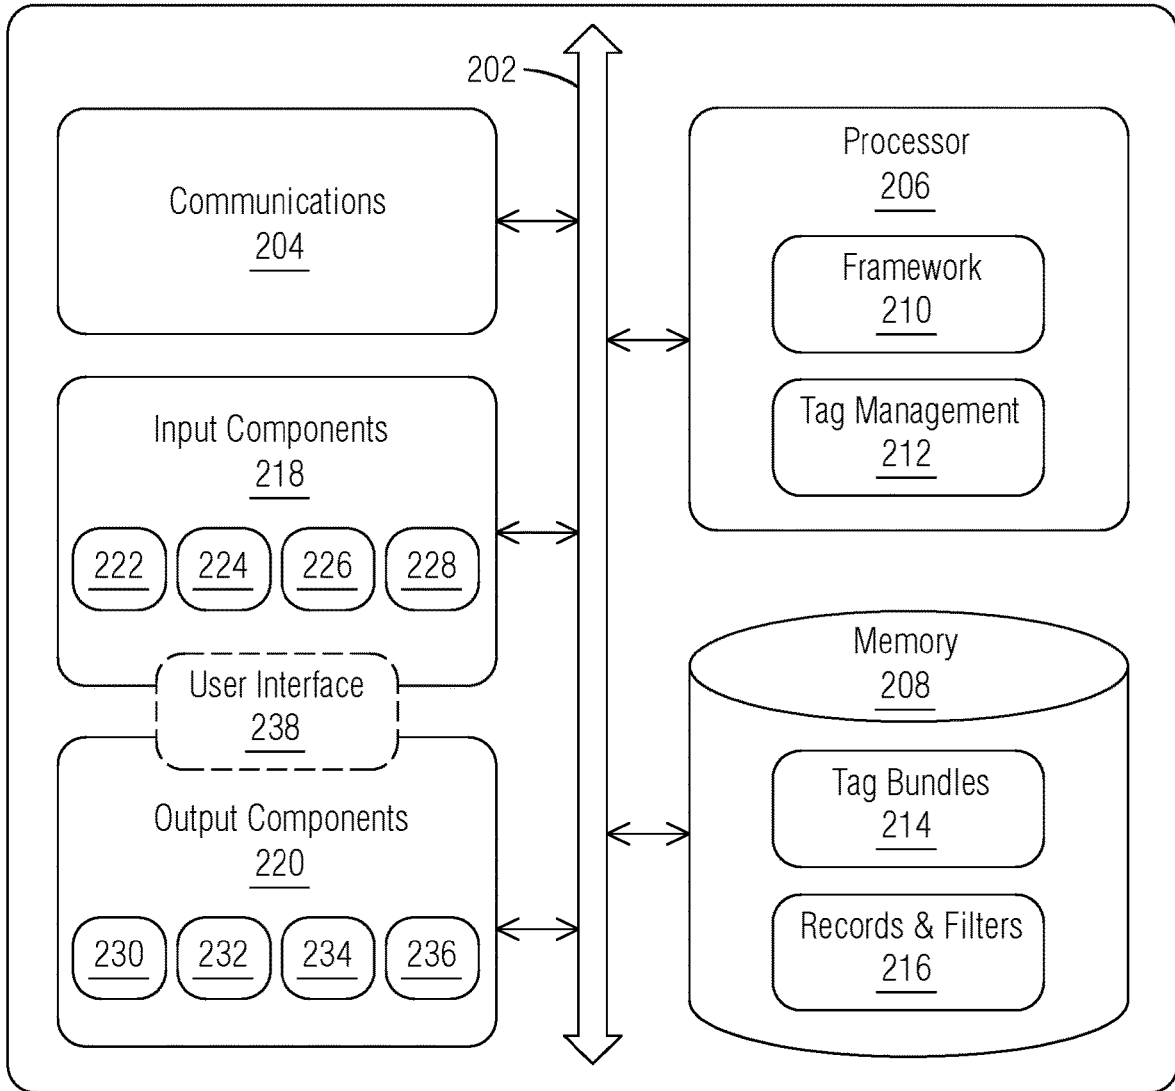 202
Communications
204
Input Components
218
222 224 226 228
User Interface
238
Output Components
220
230 232 234 236
Processor
206
Framework
210
Tag Management
212
Memory
208
Tag Bundles
214
Records & Filters
216